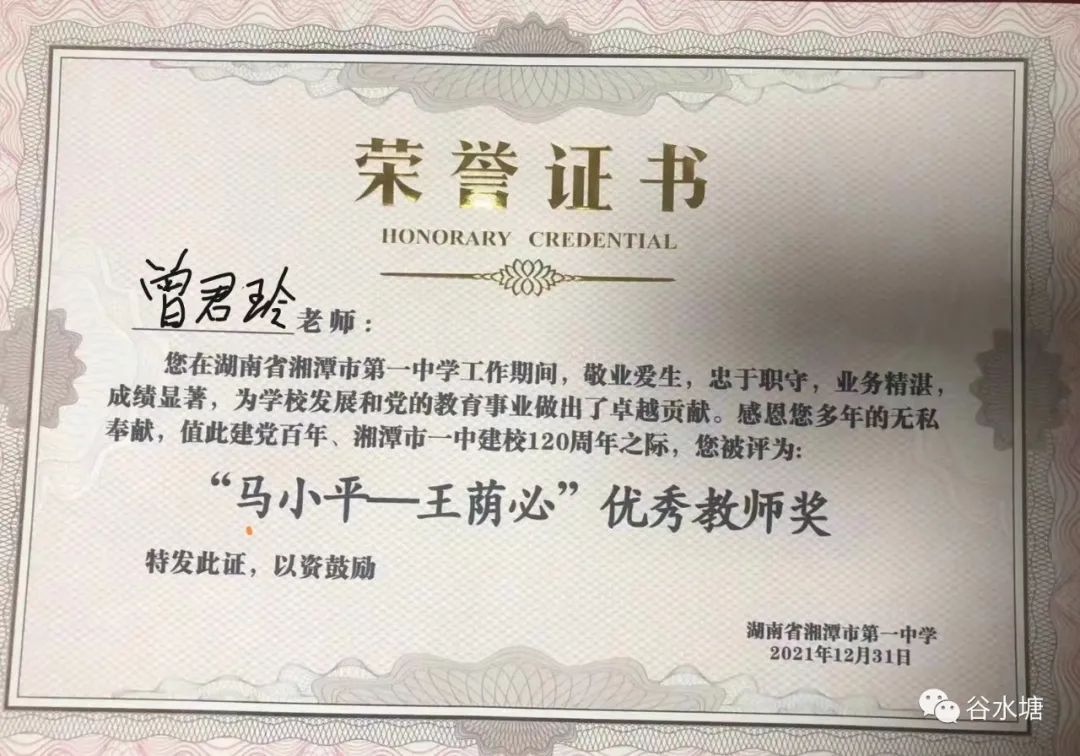 荣誉证书
HONORARY CREDENTIAL
曾君玲老师：
您在湖南省湘潭市第一中学工作期间，敬业爱生，忠于职守，业务精湛，
成绩显著，为学校发展和党的教育事业做出了卓越贡献。感恩您多年的无私
奉献，值此建党百年、湘潭市一中建校120周年之际，您被评为:
“马小平—王荫必”优秀教师奖
特发此证，以资鼓励
湖南省湘潭市第一中学
2021年12月31日
谷水塘